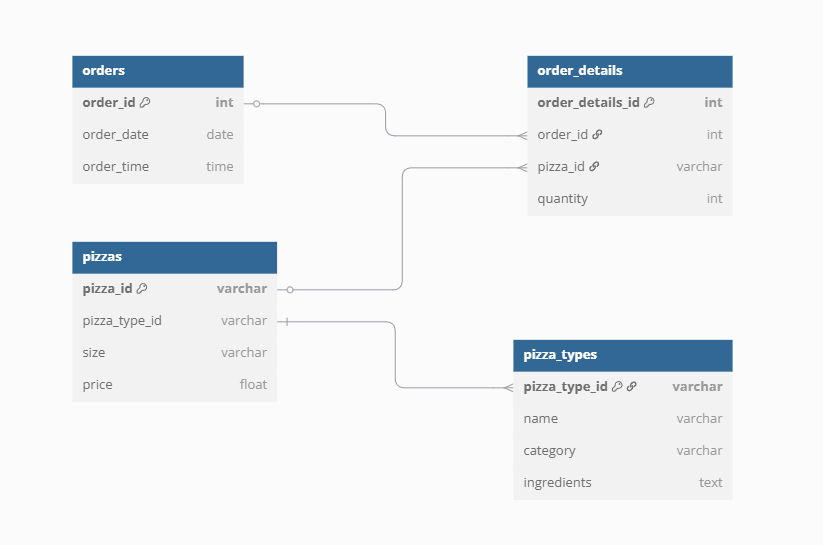 orders
order_id int
order_date date
order_time time
order_details
order_details_id int
order_id int
pizza_id varchar
quantity int
pizzas
pizza_id varchar
pizza_type_id varchar
size varchar
price float
pizza_types
pizza_type_id varchar
name varchar
category varchar
ingredients text